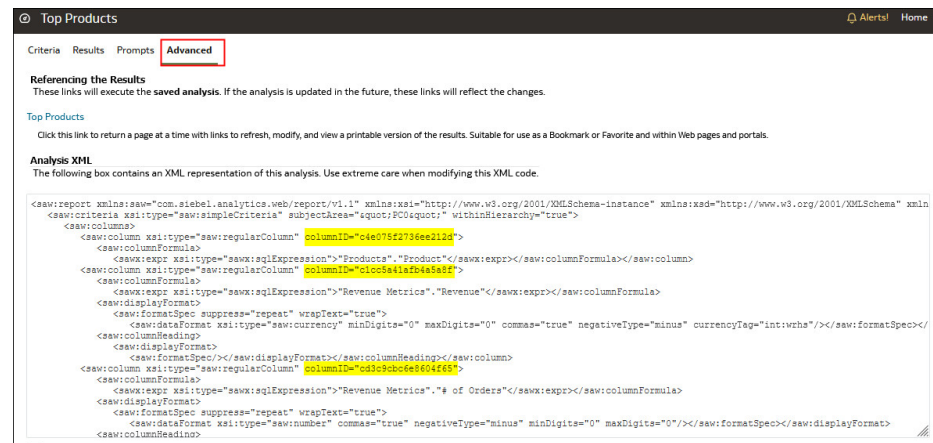 Top Products
Alerts! Home
Criteria Results Prompts Advanced
Referencing the Results
These links will execute the saved analysis. If the analysis is updated in the future, these links will reflect the changes.
Top Products
Click this link to return a page at a time with links to refresh, modify, and view a printable version of the results. Suitable for use as a Bookmark or Favorite and within Web pages and portals.
Analysis XML
The following box contains an XML representation of this analysis. Use extreme care when modifying this XML code.
<saw:report xmlns:saw="com.siebel.analytics.web/report/v1.1" xmlns:xsi="http://www.w3.org/2001/XMLSchema-instance" xmlns:xsd="http://www.w3.org/2001/XMLSchema" xmln
<saw:criteria xsi:type="saw:simpleCriteria" subjectArea="&quot;PC0&quot;" withinHierarchy="true">
<saw:columns>
<saw:column xsi:type="saw:regularColumn" columnID="c4e075f2736ee212d">
<saw:columnFormula>
<sawx:expr xsi:type="sawx:sqlExpression">"Products"."Product"</sawx:expr></saw:columnFormula></saw:column>
<saw:column xsi:type="saw:regularColumn" columnID="c1cc5a41afb4a5a8f">
<saw:columnFormula>
<sawx:expr xsi:type="sawx:sqlExpression">"Revenue Metrics"."Revenue"</sawx:expr></saw:columnFormula>
<saw:displayFormat>
<saw:formatSpec suppress="repeat" wrapText="true">
<saw:dataFormat xsi:type="saw:currency" minDigits="0" maxDigits="0" commas="true" negativeType="minus" currencyTag="int:wrhs"/></saw:formatSpec></
<saw:columnHeading>
<saw:displayFormat>
<saw:formatSpec/></saw:displayFormat></saw:columnHeading></saw:column>
<saw:column xsi:type="saw:regularColumn" columnID="cd3c9cbc6e8604f65">
<saw:columnFormula>
<sawx:expr xsi:type="sawx:sqlExpression">"Revenue Metrics"."# of Orders"</sawx:expr></saw:columnFormula>
<saw:displayFormat>
<saw:formatSpec suppress="repeat" wrapText="true">
<saw:dataFormat xsi:type="saw:number" commas="true" negativeType="minus" minDigits="0" maxDigits="0"/></saw:formatSpec></saw:displayFormat>
<saw:columnHeading>